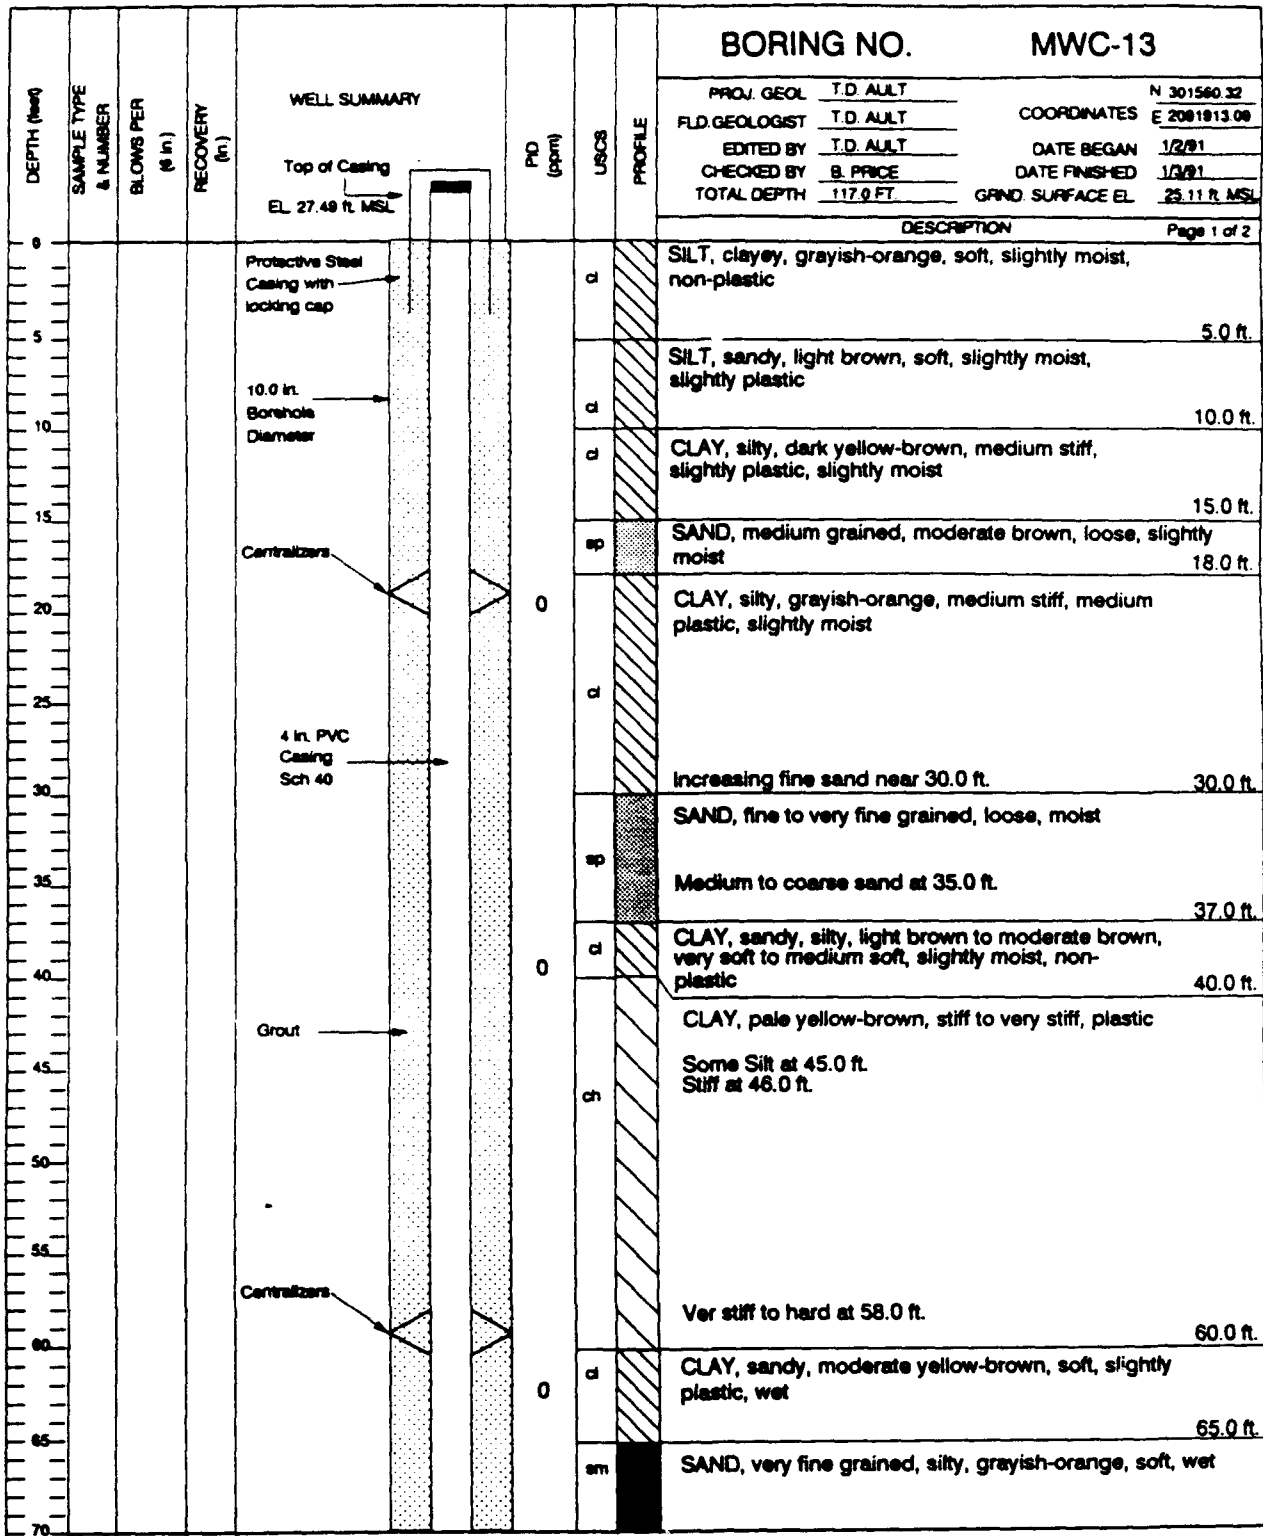 BORING NO. MWC-13
PROJ. GEOL T.D. AULT
FLD.GEOLOGIST T.D. AULT
EDITED BY T.D. AULT
CHECKED BY B. PRICE
TOTAL DEPTH 117.0 FT.
N 301560.32
COORDINATES E 2091913.09
DATE BEGAN 1/2/91
DATE FINISHED 1/3/91
GRND. SURFACE EL 25.11 ft. MSL
DEPTH (feet)
SAMPLE TYPE
& NUMBER
BLOWS PER
(6 in.)
RECOVERY
(in.)
WELL SUMMARY
PID
(ppm)
USCS
PROFILE
DESCRIPTION Page 1 of 2
Top of Casing
EL. 27.49 ft. MSL
Protective Steel
Casing with
locking cap
10.0 in.
Borehole
Diameter
Centralizers
4 in. PVC
Casing
Sch 40
Grout
Centralizers
0
5
10
15
20
25
30
35
40
45
50
55
60
65
70
0
0
0
cl
cl
cl
sp
cl
sp
cl
ch
cl
sm
SILT, clayey, grayish-orange, soft, slightly moist,
non-plastic
5.0 ft.
SILT, sandy, light brown, soft, slightly moist,
slightly plastic
10.0 ft.
CLAY, silty, dark yellow-brown, medium stiff,
slightly plastic, slightly moist
15.0 ft.
SAND, medium grained, moderate brown, loose, slightly
moist 18.0 ft.
CLAY, silty, grayish-orange, medium stiff, medium
plastic, slightly moist
Increasing fine sand near 30.0 ft. 30.0 ft.
SAND, fine to very fine grained, loose, moist
Medium to coarse sand at 35.0 ft.
37.0 ft.
CLAY, sandy, silty, light brown to moderate brown,
very soft to medium soft, slightly moist, non-
plastic 40.0 ft.
CLAY, pale yellow-brown, stiff to very stiff, plastic
Some Silt at 45.0 ft.
Stiff at 46.0 ft.
Ver stiff to hard at 58.0 ft.
60.0 ft.
CLAY, sandy, moderate yellow-brown, soft, slightly
plastic, wet
65.0 ft.
SAND, very fine grained, silty, grayish-orange, soft, wet